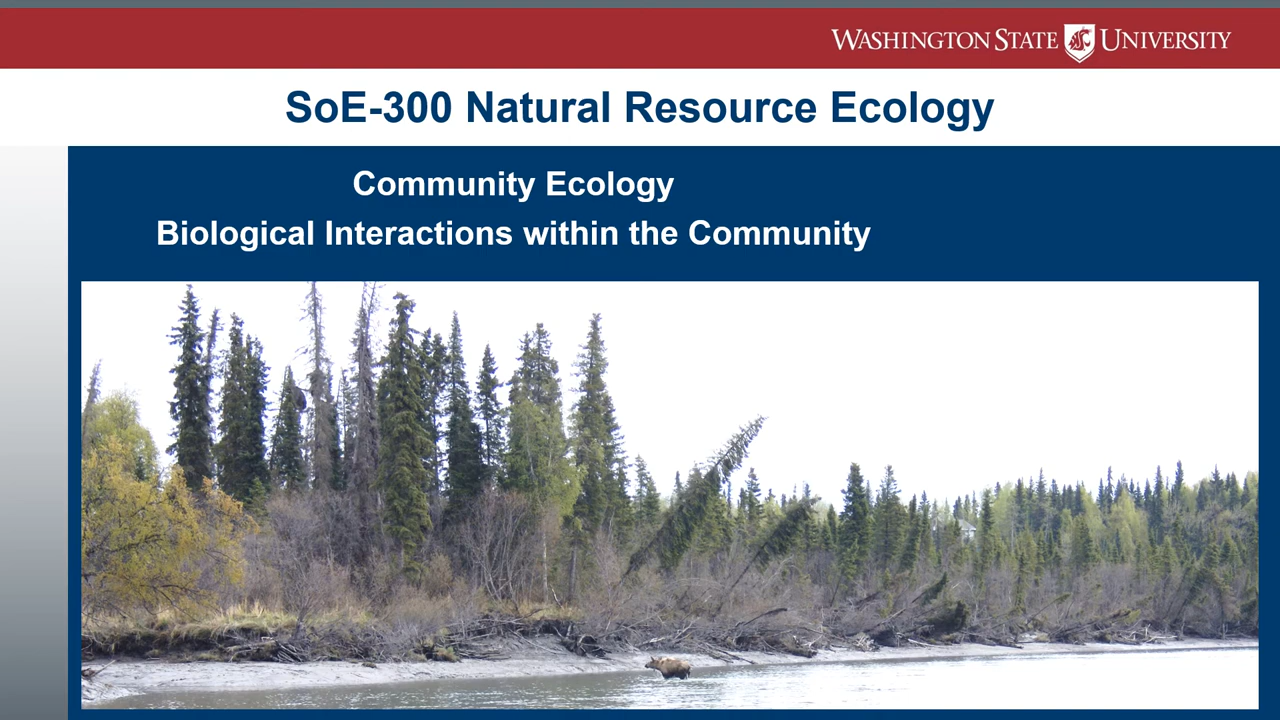 WASHINGTON STATE UNIVERSITY
SoE-300 Natural Resource Ecology
Community Ecology
Biological Interactions within the Community